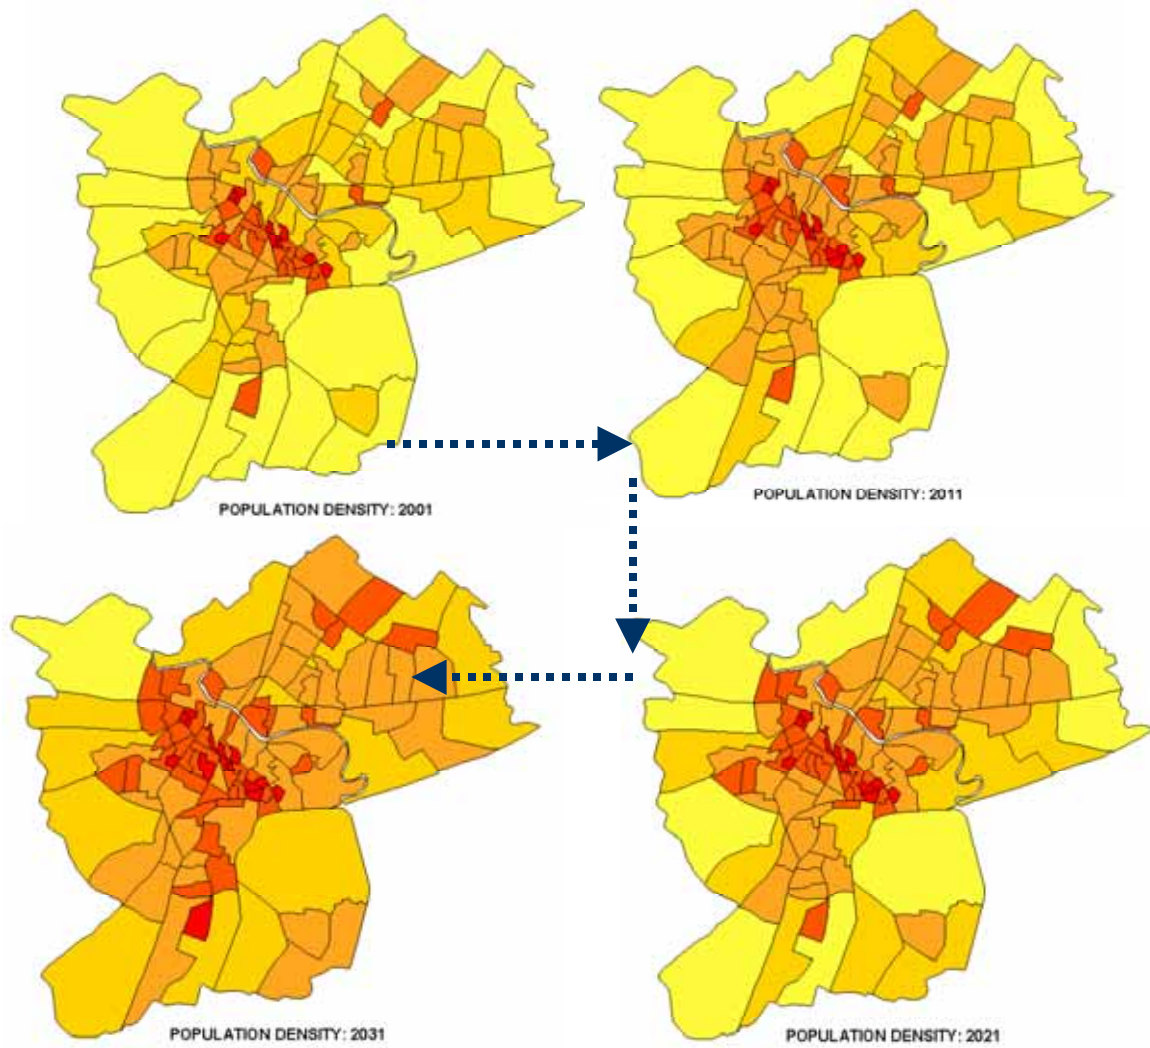 POPULATION DENSITY: 2001
POPULATION DENSITY: 2011
POPULATION DENSITY: 2031
POPULATION DENSITY: 2021